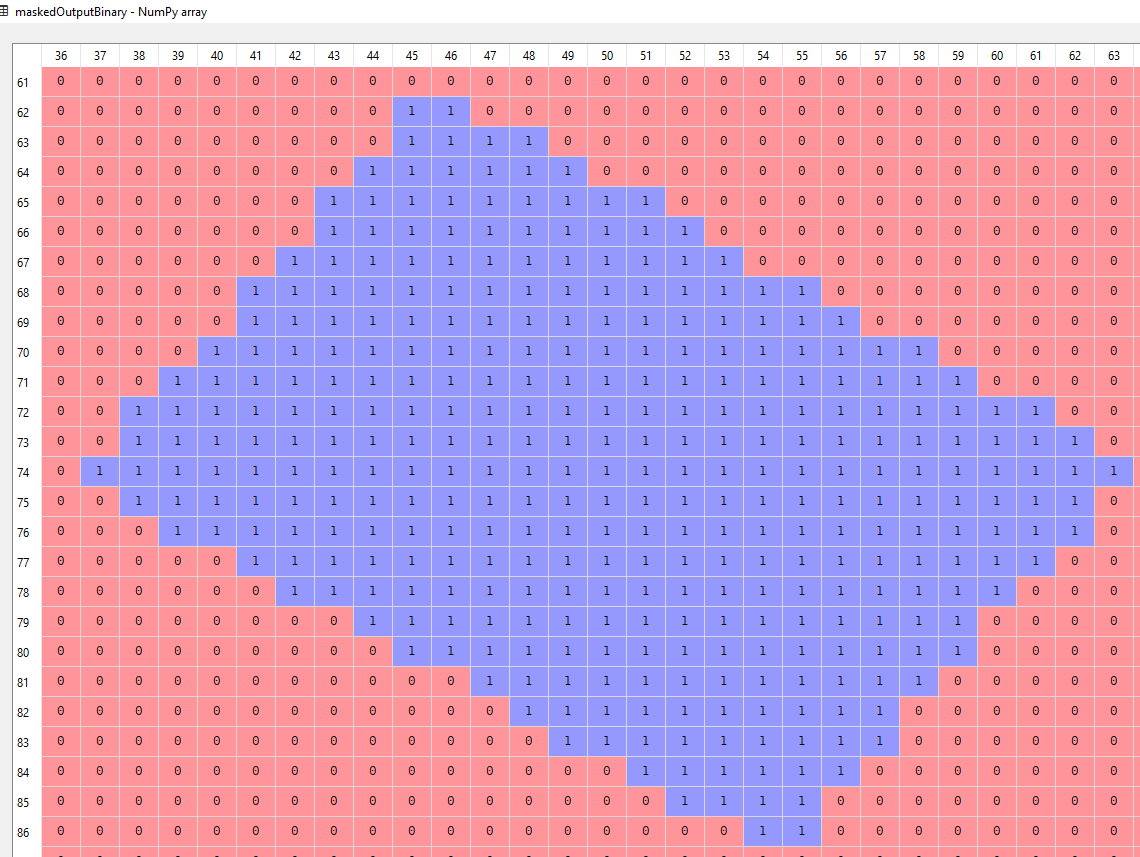 maskedOutputBinary - NumPy array
36 37 38 39 40 41 42 43 44 45 46 47 48 49 50 51 52 53 54 55 56 57 58 59 60 61 62 63
61 0 0 0 0 0 0 0 0 0 0 0 0 0 0 0 0 0 0 0 0 0 0 0 0 0 0 0 0
62 0 0 0 0 0 0 0 0 0 1 1 0 0 0 0 0 0 0 0 0 0 0 0 0 0 0 0 0
63 0 0 0 0 0 0 0 0 0 1 1 1 1 0 0 0 0 0 0 0 0 0 0 0 0 0 0 0
64 0 0 0 0 0 0 0 0 1 1 1 1 1 1 0 0 0 0 0 0 0 0 0 0 0 0 0 0
65 0 0 0 0 0 0 0 1 1 1 1 1 1 1 1 1 0 0 0 0 0 0 0 0 0 0 0 0
66 0 0 0 0 0 0 0 1 1 1 1 1 1 1 1 1 1 0 0 0 0 0 0 0 0 0 0 0
67 0 0 0 0 0 0 1 1 1 1 1 1 1 1 1 1 1 1 0 0 0 0 0 0 0 0 0 0
68 0 0 0 0 0 1 1 1 1 1 1 1 1 1 1 1 1 1 1 1 0 0 0 0 0 0 0 0
69 0 0 0 0 0 1 1 1 1 1 1 1 1 1 1 1 1 1 1 1 1 0 0 0 0 0 0 0
70 0 0 0 0 1 1 1 1 1 1 1 1 1 1 1 1 1 1 1 1 1 1 1 0 0 0 0 0
71 0 0 0 1 1 1 1 1 1 1 1 1 1 1 1 1 1 1 1 1 1 1 1 1 0 0 0 0
72 0 0 1 1 1 1 1 1 1 1 1 1 1 1 1 1 1 1 1 1 1 1 1 1 1 1 0 0
73 0 0 1 1 1 1 1 1 1 1 1 1 1 1 1 1 1 1 1 1 1 1 1 1 1 1 1 0
74 0 1 1 1 1 1 1 1 1 1 1 1 1 1 1 1 1 1 1 1 1 1 1 1 1 1 1 1
75 0 0 1 1 1 1 1 1 1 1 1 1 1 1 1 1 1 1 1 1 1 1 1 1 1 1 1 0
76 0 0 0 1 1 1 1 1 1 1 1 1 1 1 1 1 1 1 1 1 1 1 1 1 1 1 1 0
77 0 0 0 0 0 1 1 1 1 1 1 1 1 1 1 1 1 1 1 1 1 1 1 1 1 1 0 0
78 0 0 0 0 0 0 1 1 1 1 1 1 1 1 1 1 1 1 1 1 1 1 1 1 1 0 0 0
79 0 0 0 0 0 0 0 0 1 1 1 1 1 1 1 1 1 1 1 1 1 1 1 1 0 0 0 0
80 0 0 0 0 0 0 0 0 0 1 1 1 1 1 1 1 1 1 1 1 1 1 1 1 0 0 0 0
81 0 0 0 0 0 0 0 0 0 0 0 1 1 1 1 1 1 1 1 1 1 1 1 0 0 0 0 0
82 0 0 0 0 0 0 0 0 0 0 0 0 1 1 1 1 1 1 1 1 1 1 0 0 0 0 0 0
83 0 0 0 0 0 0 0 0 0 0 0 0 0 1 1 1 1 1 1 1 1 1 0 0 0 0 0 0
84 0 0 0 0 0 0 0 0 0 0 0 0 0 0 0 1 1 1 1 1 1 0 0 0 0 0 0 0
85 0 0 0 0 0 0 0 0 0 0 0 0 0 0 0 0 1 1 1 1 0 0 0 0 0 0 0 0
86 0 0 0 0 0 0 0 0 0 0 0 0 0 0 0 0 0 0 1 1 0 0 0 0 0 0 0 0